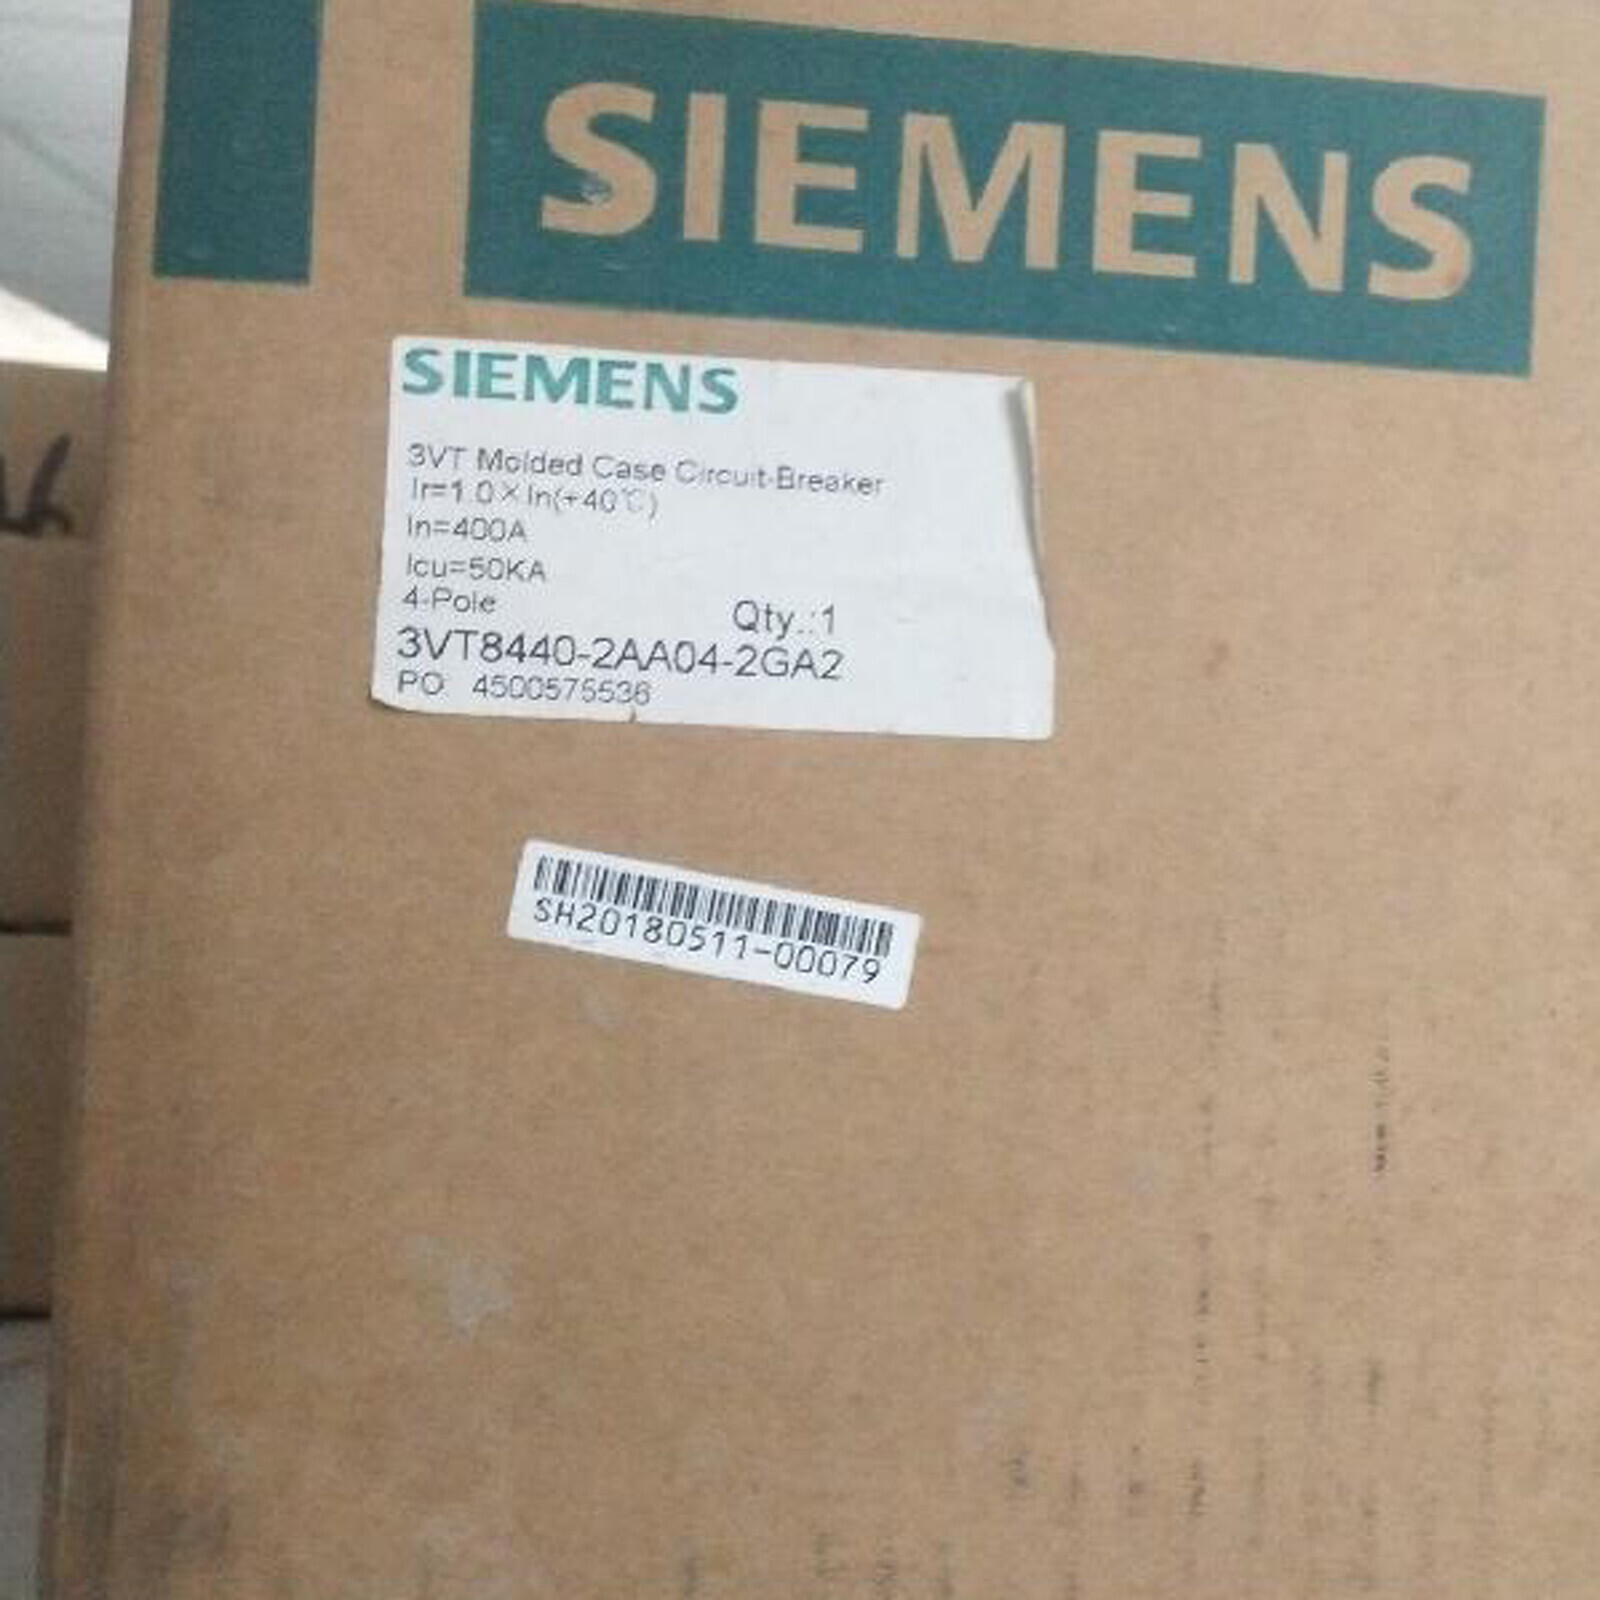 SIEMENS
SIEMENS
3VT Molded Case Circuit-Breaker
Ir=1.0×In(+40℃)
In=400A
Icu=50KA
4-Pole
Qty.:1
3VT8440-2AA04-2GA2
PO 4500575536
SH20180511-00079